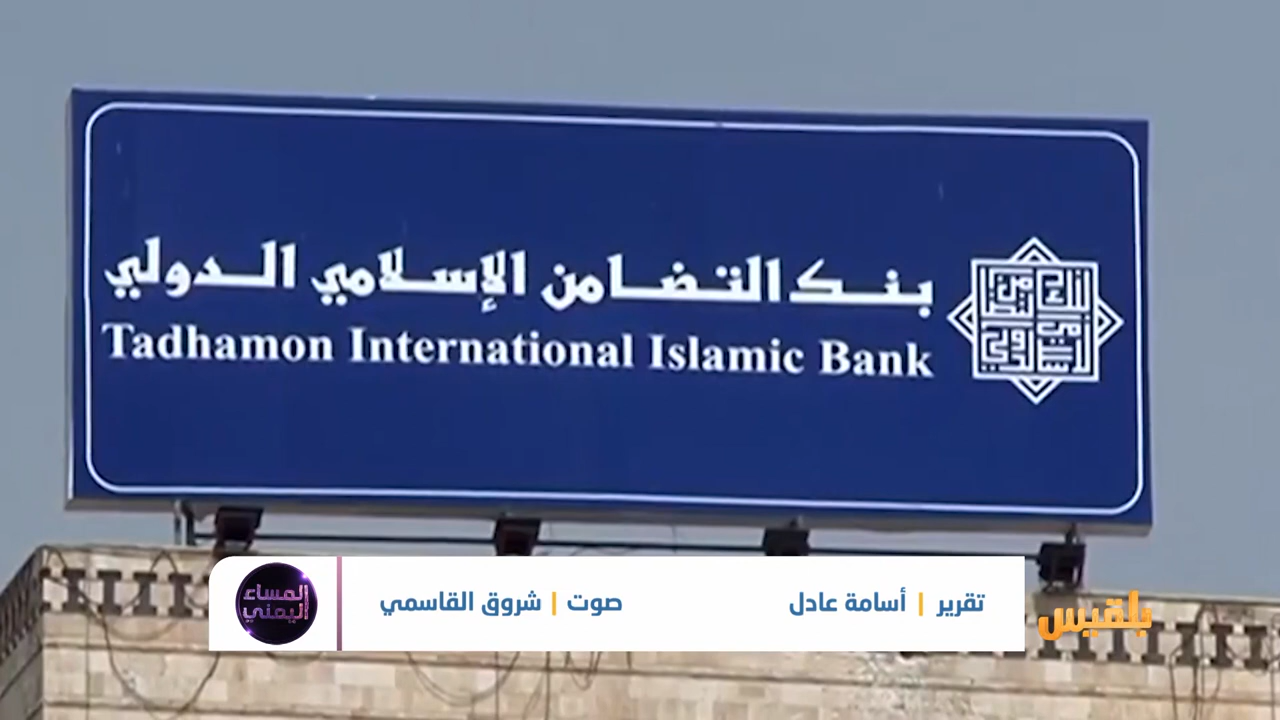 بنك التضامن الإسلامي الدولي
Tadhamon International Islamic Bank
تقرير | أسامة عادل
صوت | شروق القاسمي
المساء اليمني
بلقيس